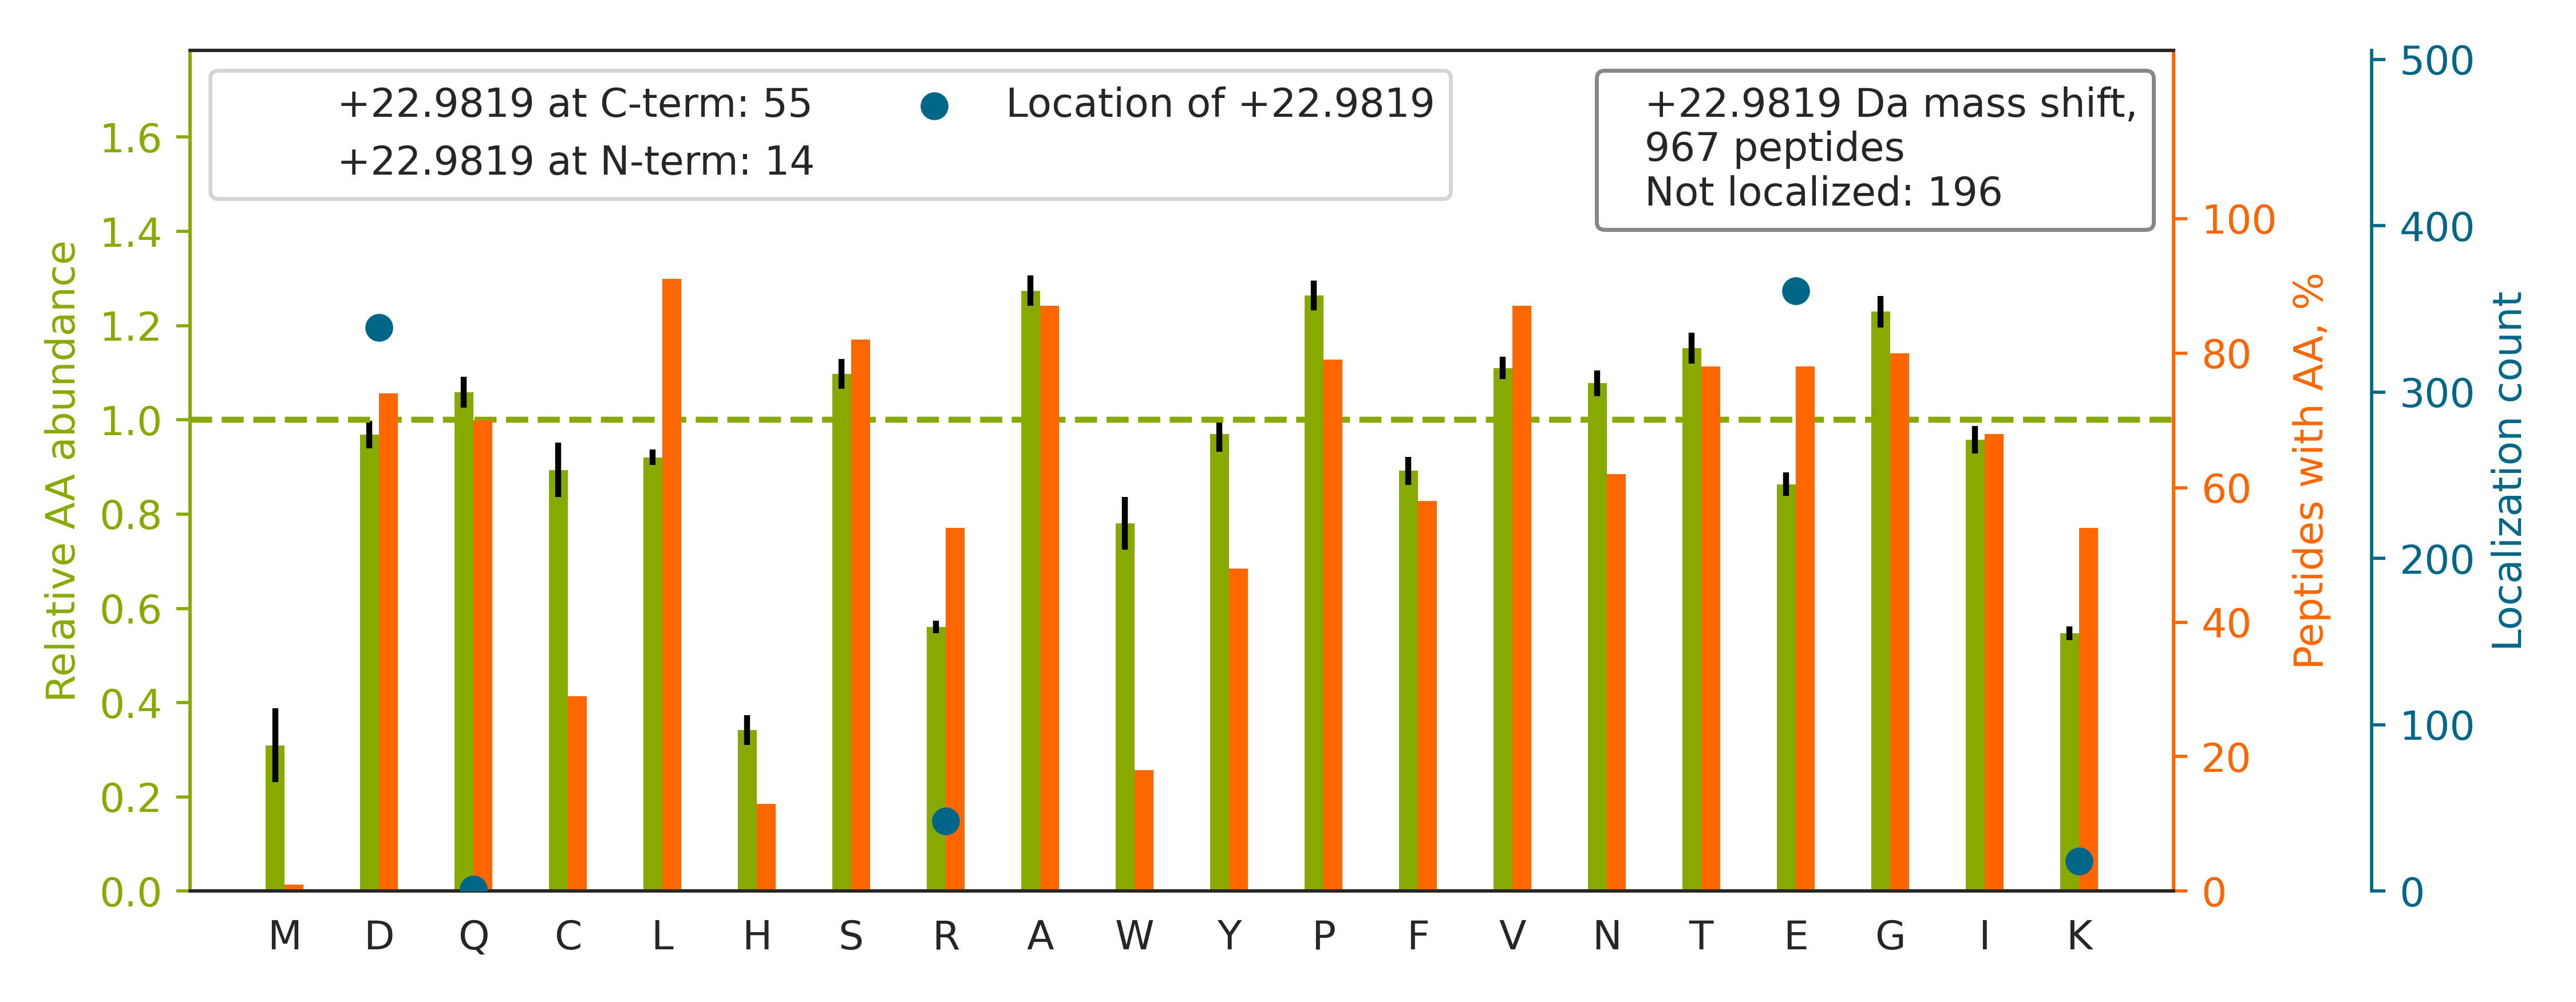 +22.9819 at C-term: 55
+22.9819 at N-term: 14
Location of +22.9819
+22.9819 Da mass shift,
967 peptides
Not localized: 196
Relative AA abundance
1.6
1.4
1.2
1.0
0.8
0.6
0.4
0.2
0.0
M D Q C L H S R A W Y P F V N T E G I K
100
80
60
40
20
0
Peptides with AA, %
500
400
300
200
100
0
Localization count